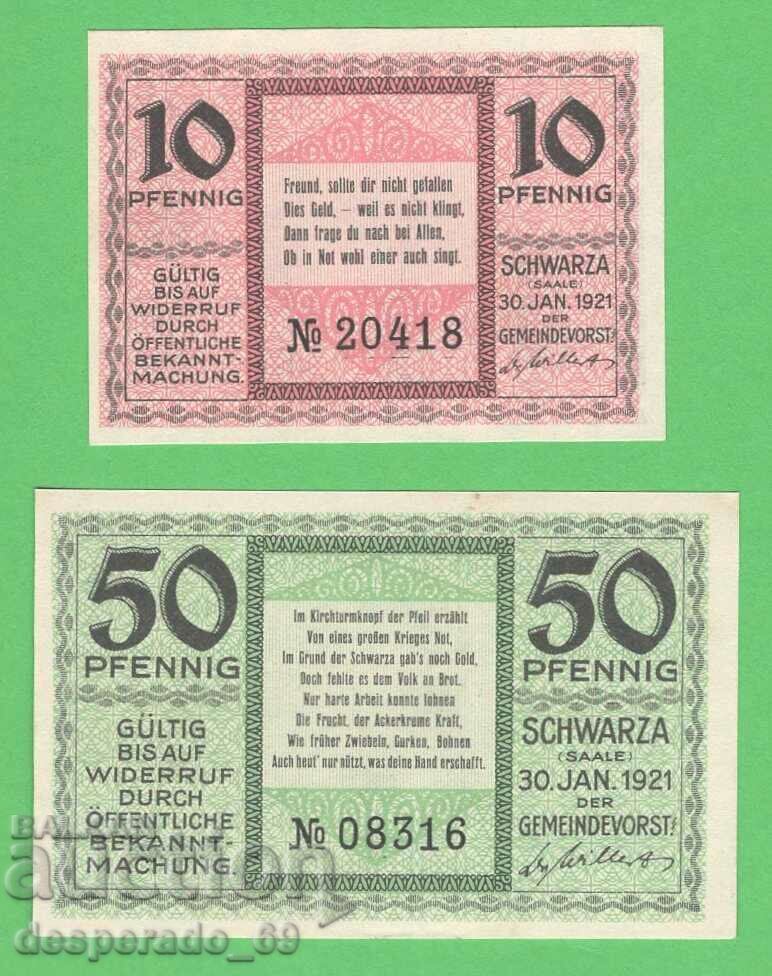 10
PFENNIG
GÜLTIG
BIS AUF
WIDERRUF
DURCH
ÖFFENTLICHE
BEKANNT-
MACHUNG.
Freund, sollte dir nicht gefallen
Dies Geld, – weil es nicht klingt,
Dann frage du nach bei Allen,
Ob in Not wohl einer auch singt.
№ 20418
10
PFENNIG
SCHWARZA
(SAALE)
30. JAN. 1921
DER
GEMEINDEVORST:
50
PFENNIG
GÜLTIG
BIS AUF
WIDERRUF
DURCH
ÖFFENTLICHE
BEKANNT-
MACHUNG.
Im Kirchturmknopf der Pfeil erzählt
Von eines großen Krieges Not,
Im Grund der Schwarza gab's noch Gold,
Doch fehlte es dem Volk an Brot.
Nur harte Arbeit konnte lohnen
Die Frucht, der Ackerkrume Kraft,
Wie früher Zwiebeln, Gurken, Bohnen
Auch heut' nur nützt, was deine Hand erschafft.
№ 08316
50
PFENNIG
SCHWARZA
(SAALE)
30. JAN. 1921
DER
GEMEINDEVORST:
auction
desperado_69